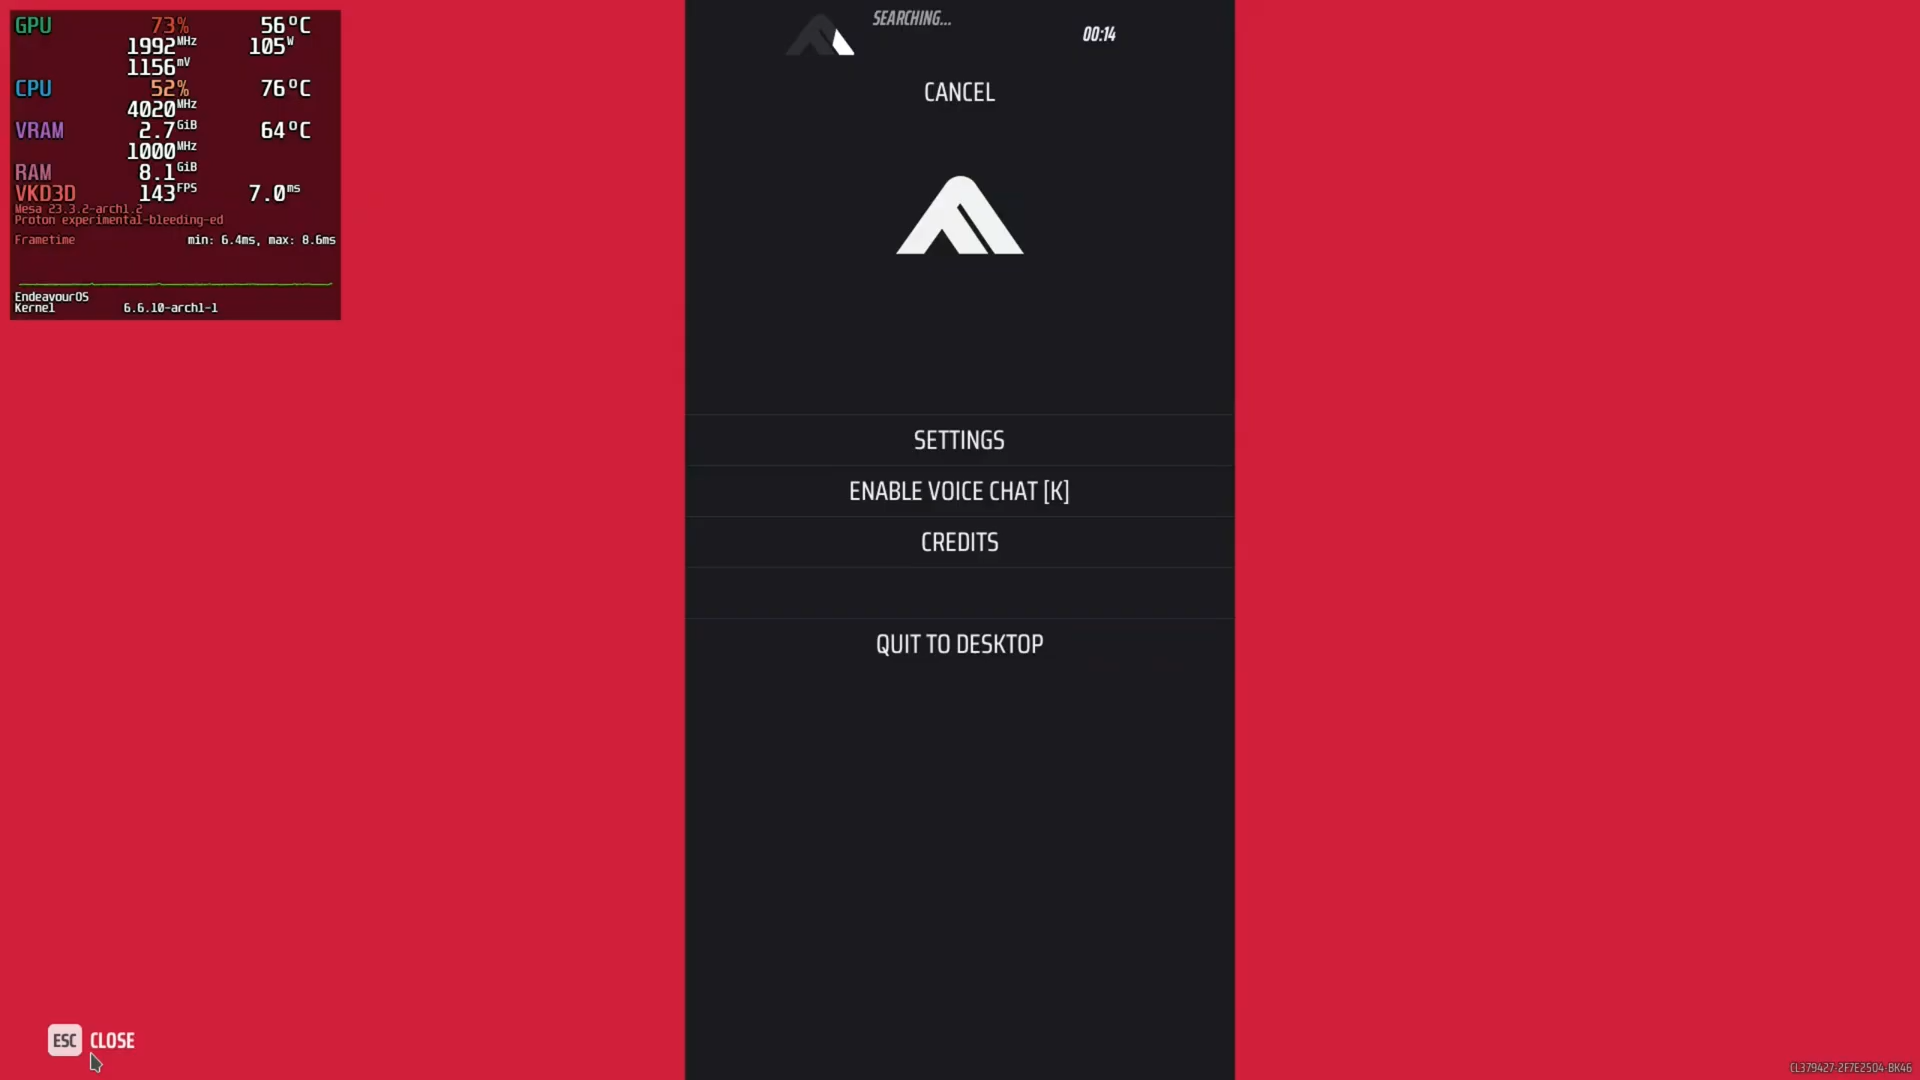 GPU 73% 56°C
1992MHz 105W
1156mV
CPU 52% 76°C
4020MHz
VRAM 2.7GiB 64°C
1000MHz
RAM 8.1GiB
VKD3D 143FPS 7.0ms
Mesa 23.3.2-arch1.2
Proton experimental-bleeding-ed
Frametime min: 6.4ms, max: 8.6ms
EndeavourOS
Kernel 6.6.10-arch1-1
SEARCHING...
00:14
CANCEL
SETTINGS
ENABLE VOICE CHAT [K]
CREDITS
QUIT TO DESKTOP
ESC CLOSE
CL379427-2F7E2504-BK46